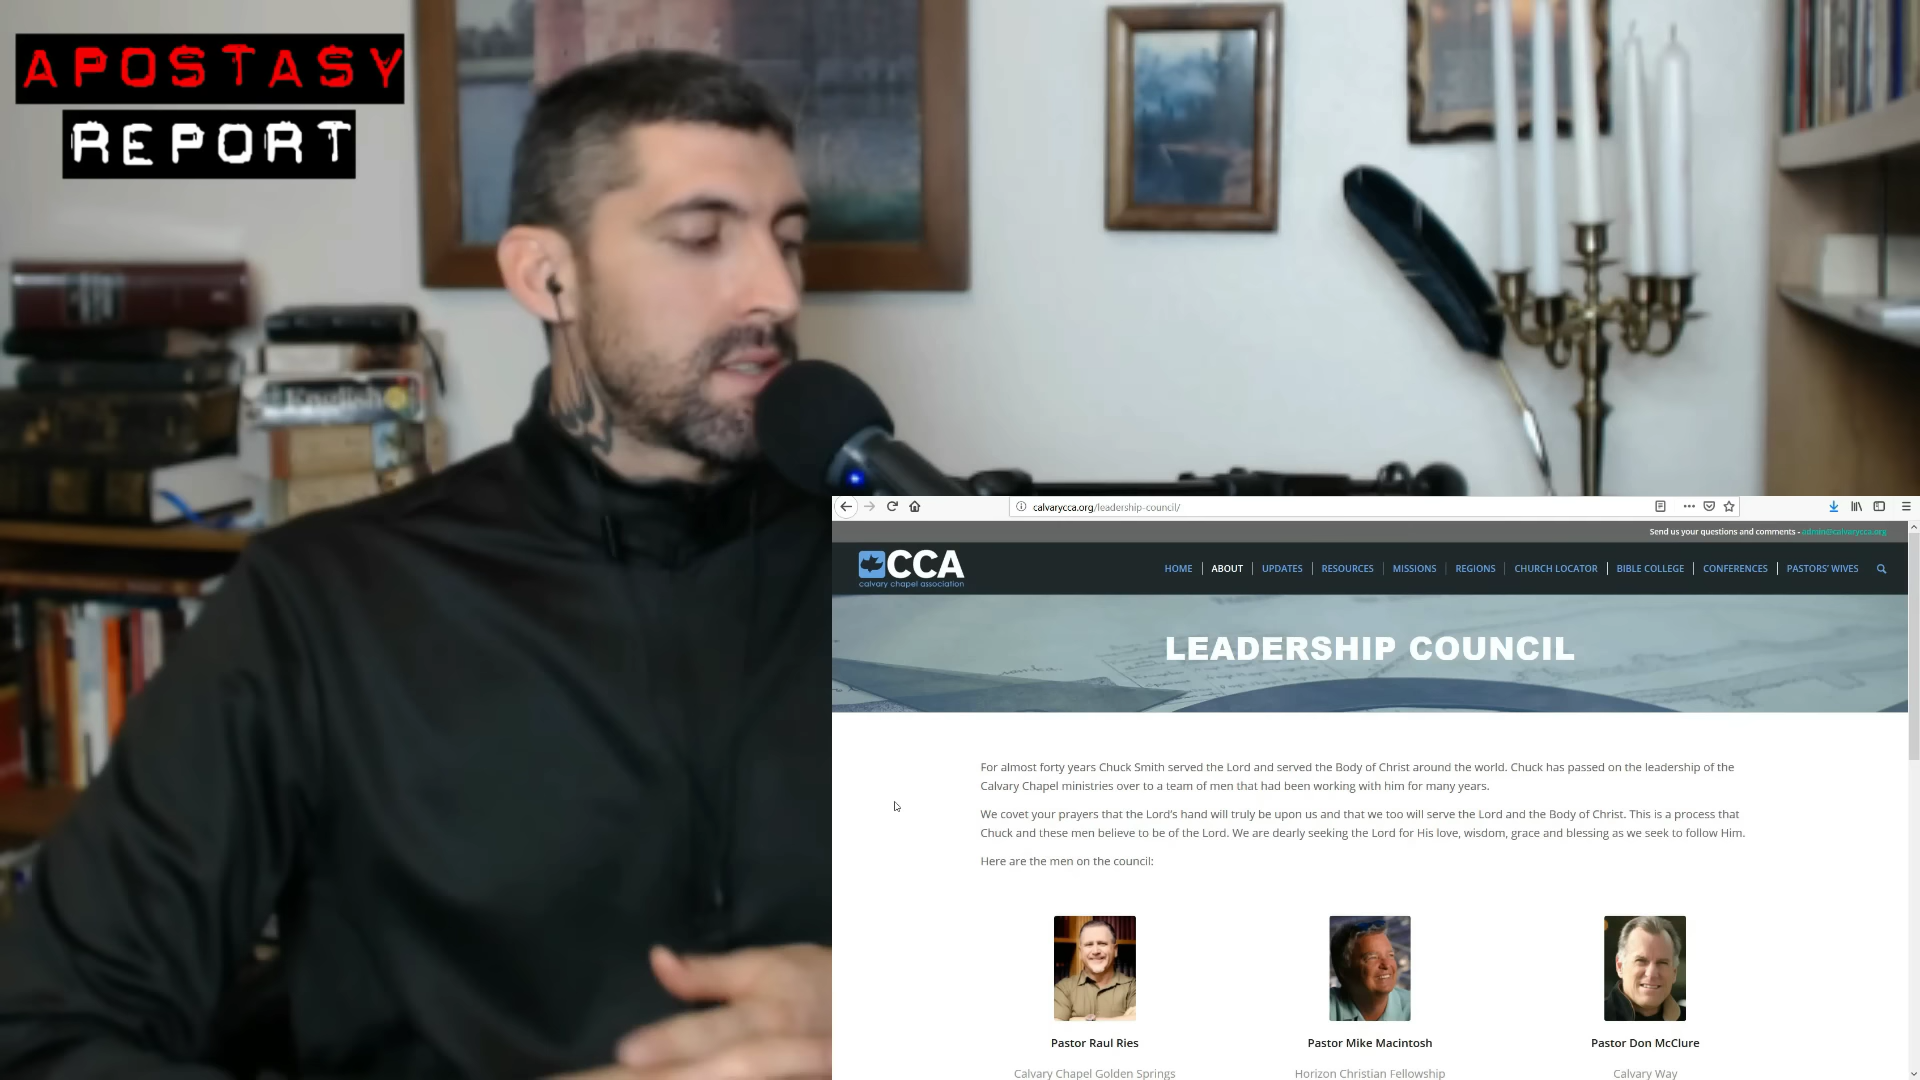 APOSTASY
REPORT
English
calvarycca.org/leadership-council/
Send us your questions and comments - admin@calvarycca.org
CCA
calvary chapel association
HOME
ABOUT
UPDATES
RESOURCES
MISSIONS
REGIONS
CHURCH LOCATOR
BIBLE COLLEGE
CONFERENCES
PASTORS' WIVES
LEADERSHIP COUNCIL
For almost forty years Chuck Smith served the Lord and served the Body of Christ around the world. Chuck has passed on the leadership of the
Calvary Chapel ministries over to a team of men that had been working with him for many years.
We covet your prayers that the Lord's hand will truly be upon us and that we too will serve the Lord and the Body of Christ. This is a process that
Chuck and these men believe to be of the Lord. We are dearly seeking the Lord for His love, wisdom, grace and blessing as we seek to follow Him.
Here are the men on the council:
Pastor Raul Ries
Pastor Mike Macintosh
Pastor Don McClure
Calvary Chapel Golden Springs
Horizon Christian Fellowship
Calvary Way